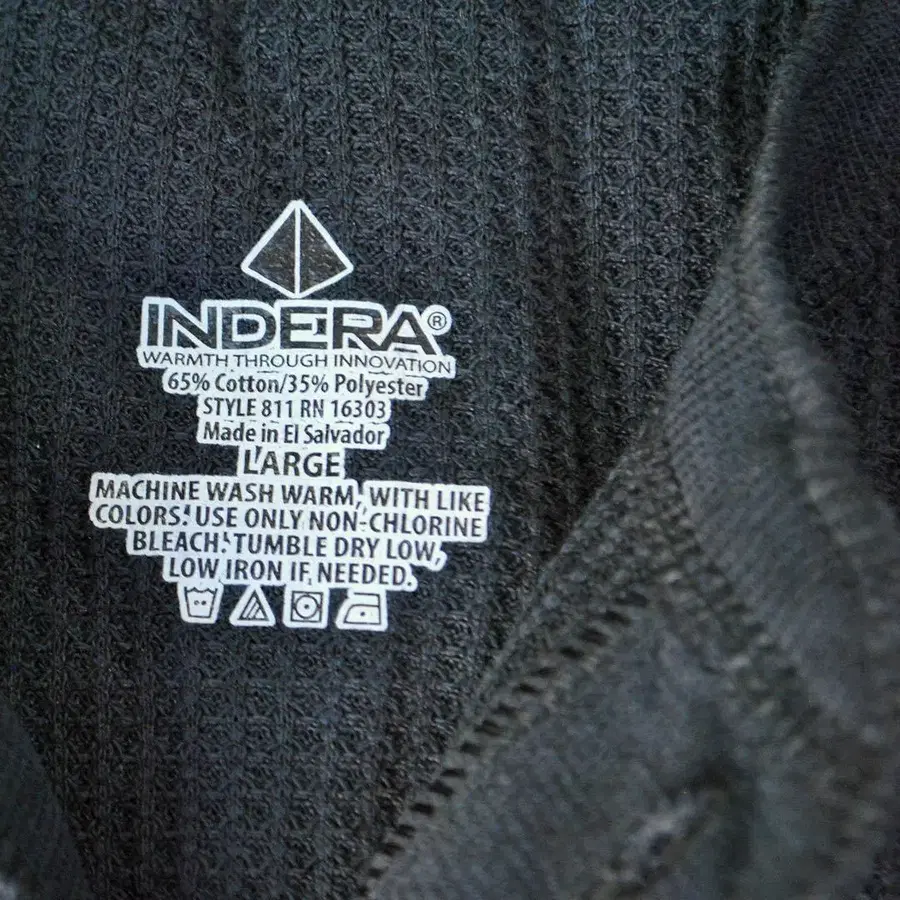 INDERA®
WARMTH THROUGH INNOVATION
65% Cotton/35% Polyester
STYLE 811 RN 16303
Made in El Salvador
LARGE
MACHINE WASH WARM, WITH LIKE
COLORS. USE ONLY NON-CHLORINE
BLEACH. TUMBLE DRY LOW,
LOW IRON IF NEEDED.